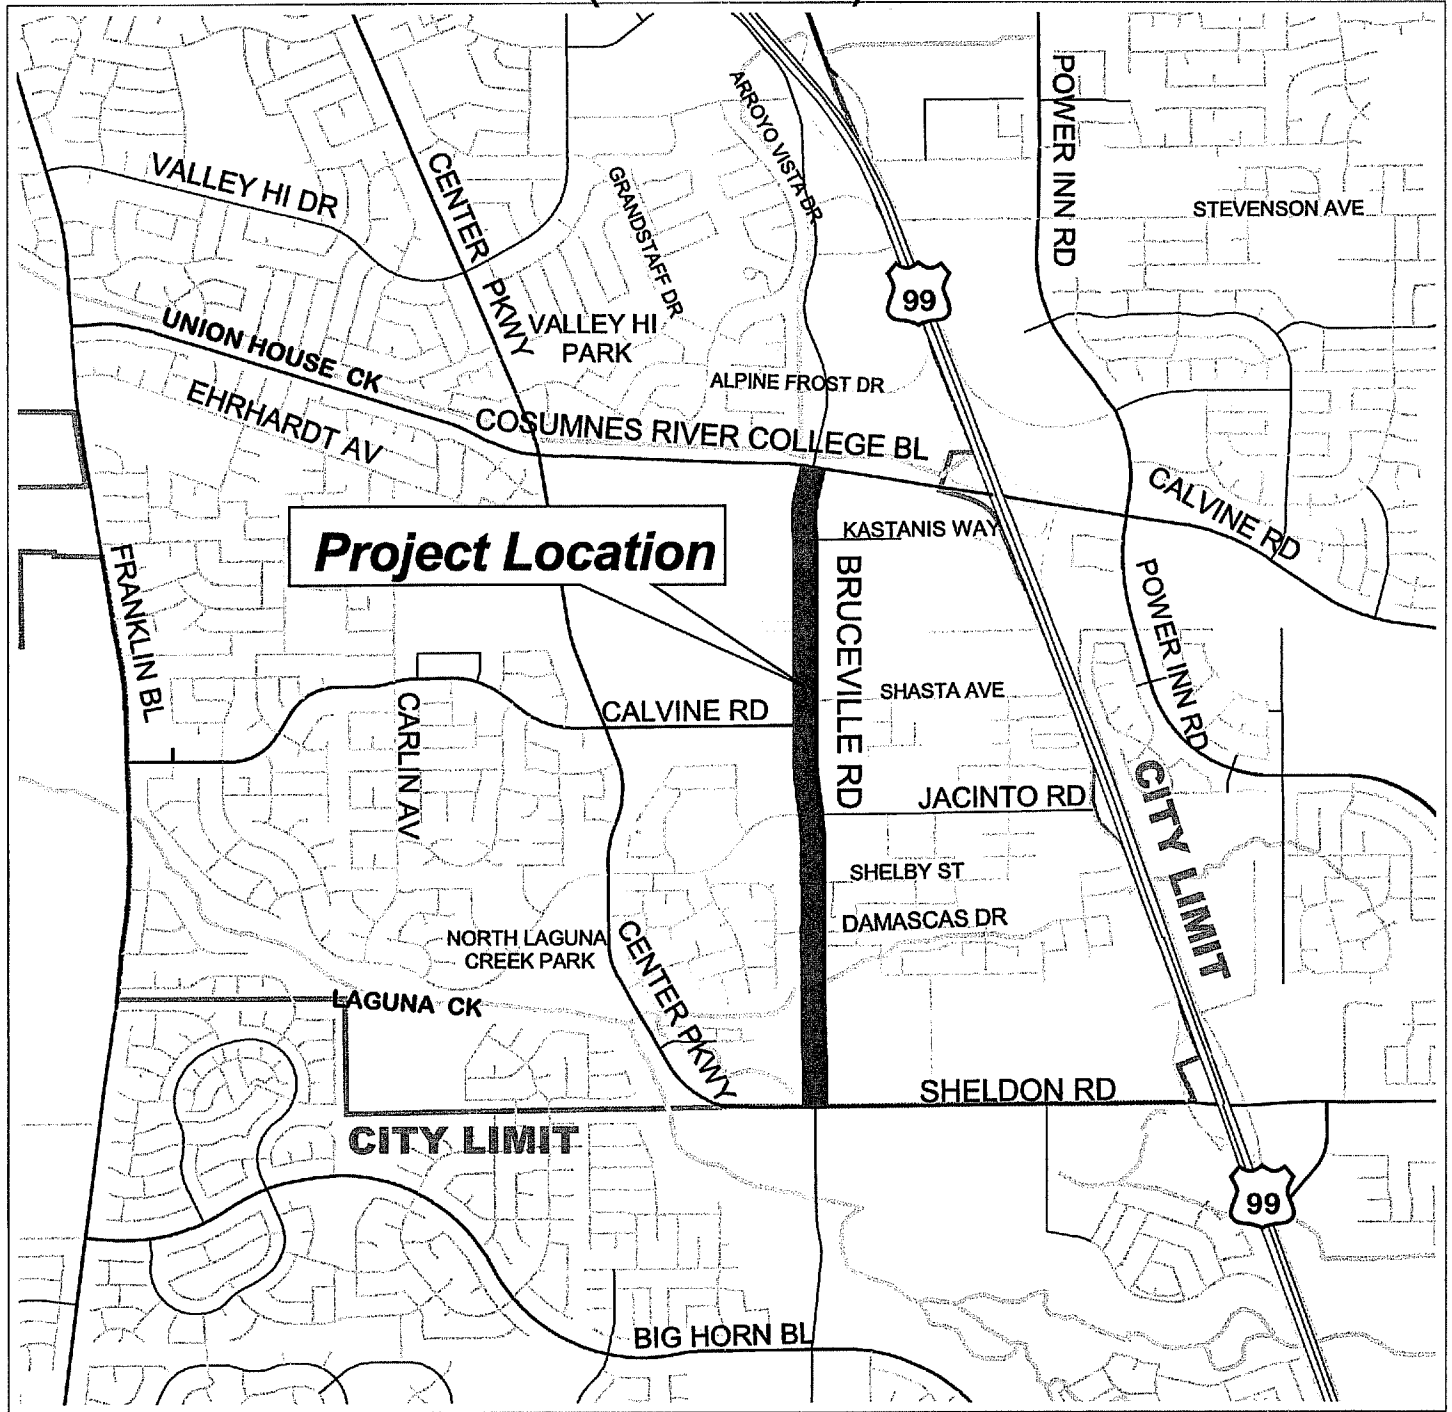 POWER INN RD
ARROYO VISTA DR
VALLEY HI DR
CENTER PKWY
GRANDSTAFF DR
STEVENSON AVE
99
UNION HOUSE CK
VALLEY HI
PARK
EHRHARDT AV
ALPINE FROST DR
COSUMNES RIVER COLLEGE BL
CALVINE RD
KASTANIS WAY
Project Location
FRANKLIN BL
BRUCEVILLE RD
POWER INN RD
SHASTA AVE
CARLIN AV
CALVINE RD
JACINTO RD
CITY LIMIT
SHELBY ST
DAMASCAS DR
NORTH LAGUNA
CREEK PARK
CENTER PKWY
LAGUNA CK
SHELDON RD
CITY LIMIT
99
BIG HORN BL